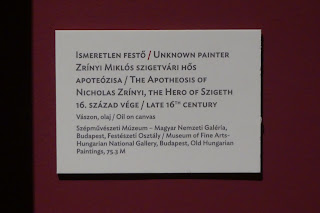 Ismeretlen festő / Unknown painter
Zrínyi Miklós szigetvári hős
apoteózisa / The Apotheosis of
Nicholas Zrínyi, the Hero of Szigeth
16. század vége / late 16th century
Vászon, olaj / Oil on canvas
Szépművészeti Múzeum – Magyar Nemzeti Galéria,
Budapest, Festészeti Osztály / Museum of Fine Arts-
Hungarian National Gallery, Budapest, Old Hungarian
Paintings, 75.3 M